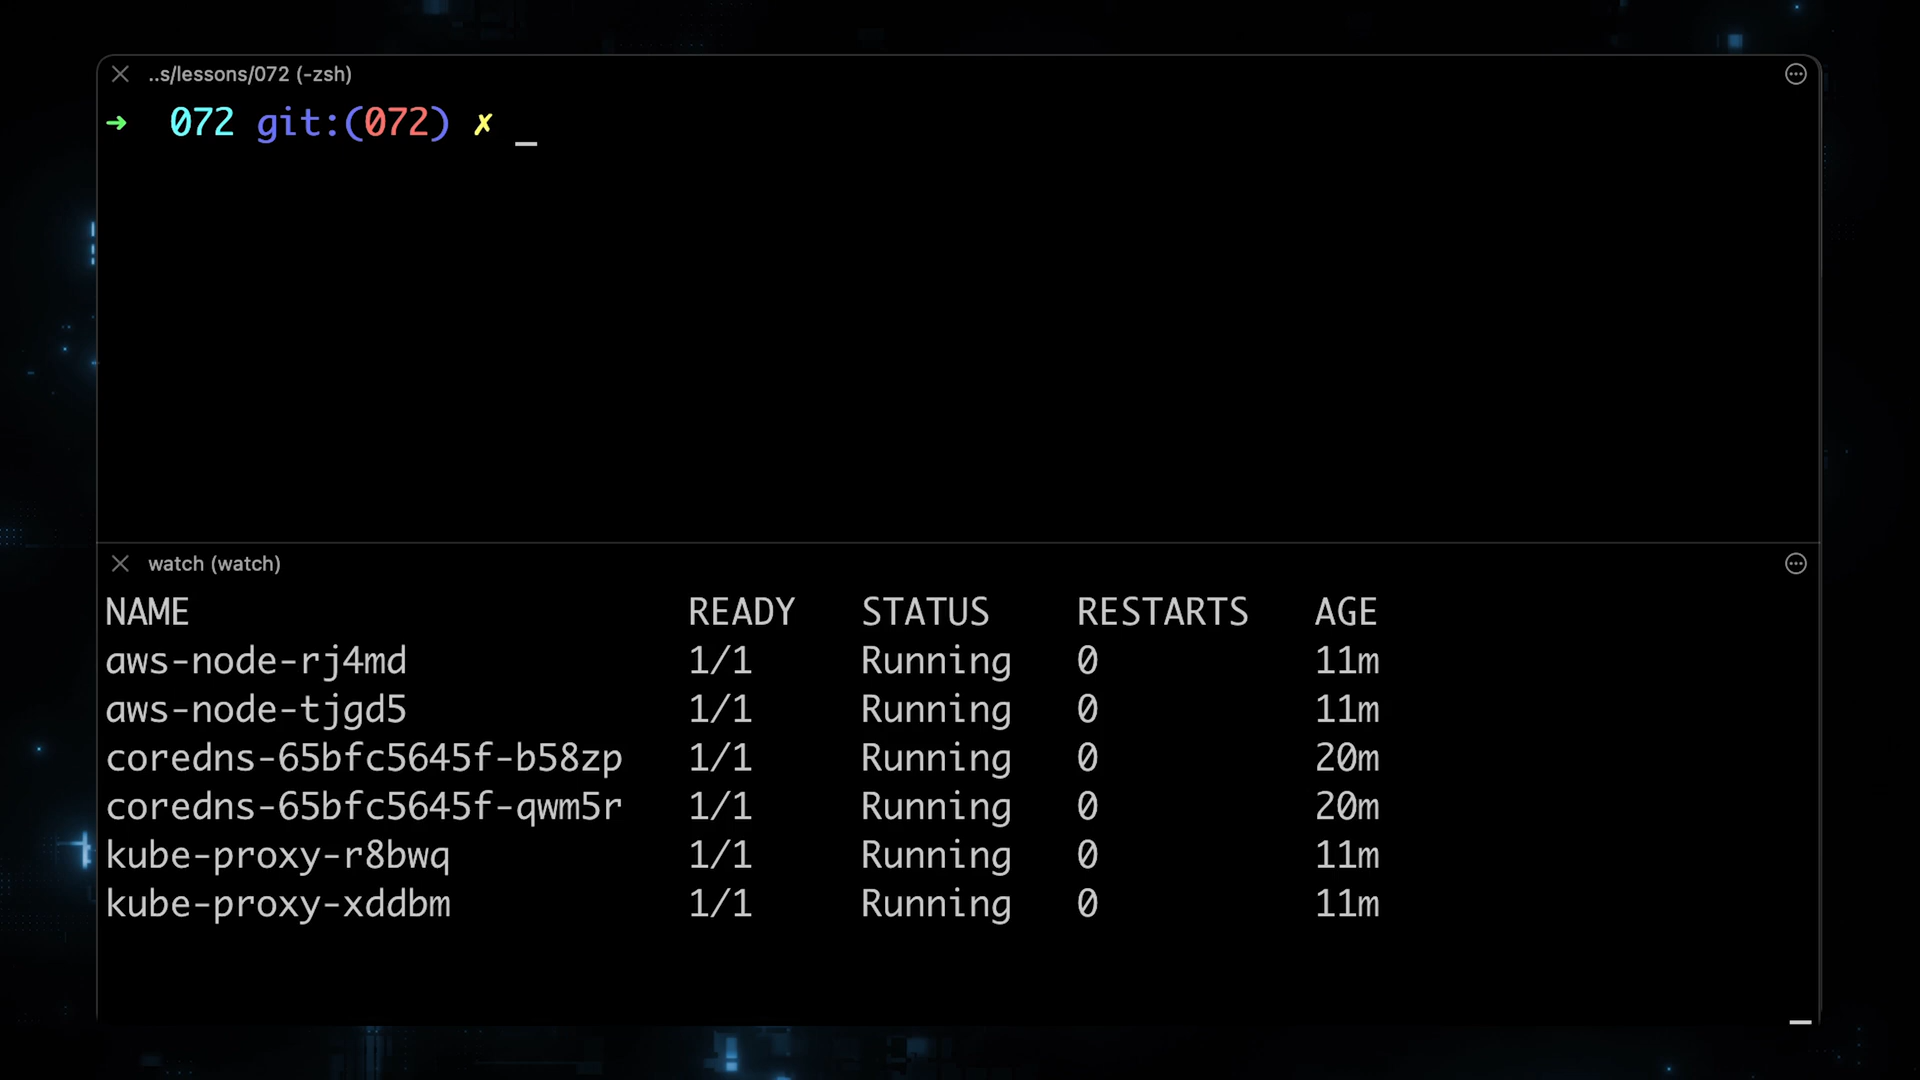 ..s/lessons/072 (-zsh)
➜ 072 git:(072) ✗ _
watch (watch)
NAME READY STATUS RESTARTS AGE
aws-node-rj4md 1/1 Running 0 11m
aws-node-tjgd5 1/1 Running 0 11m
coredns-65bfc5645f-b58zp 1/1 Running 0 20m
coredns-65bfc5645f-qwm5r 1/1 Running 0 20m
kube-proxy-r8bwq 1/1 Running 0 11m
kube-proxy-xddbm 1/1 Running 0 11m